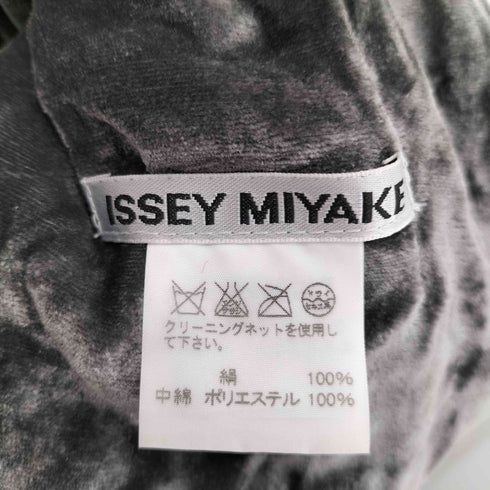 ISSEY MIYAKE
クリーニングネットを使用し
て下さい。
絹 100%
中綿 ポリエステル 100%